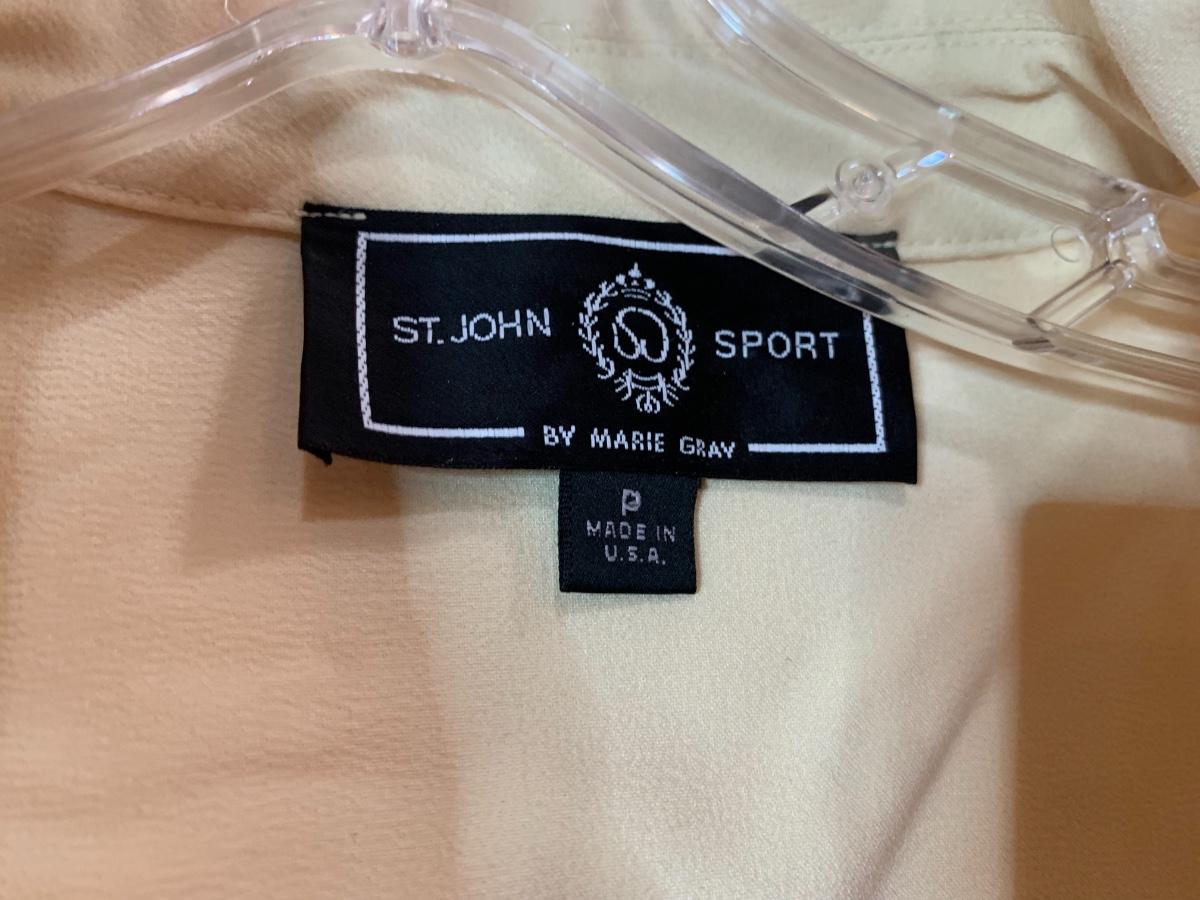 ST. JOHN SPORT
BY MARIE GRAY
P
MADE IN
U.S.A.